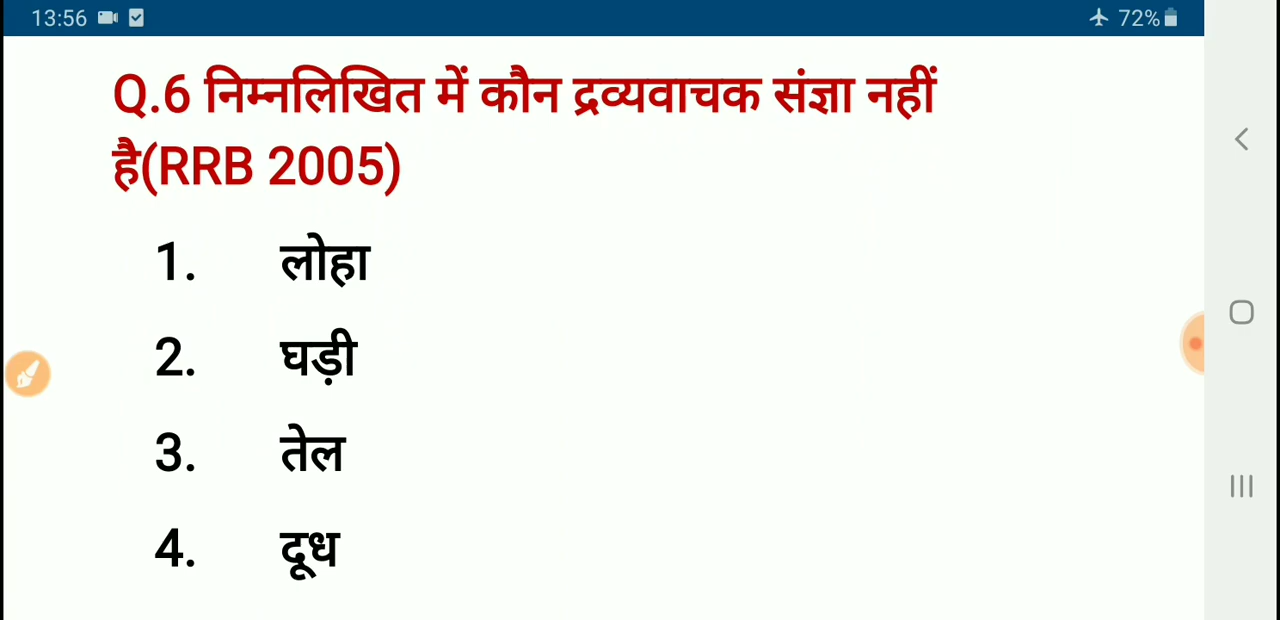 13:56 72%
Q.6 निम्नलिखित में कौन द्रव्यवाचक संज्ञा नहीं
है(RRB 2005)
1. लोहा
2. घड़ी
3. तेल
4. दूध